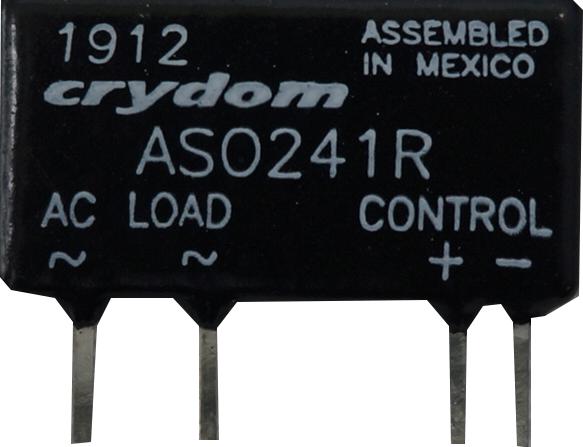 1912
ASSEMBLED
IN MEXICO
crydom
ASO241R
AC LOAD CONTROL
~ ~ + -